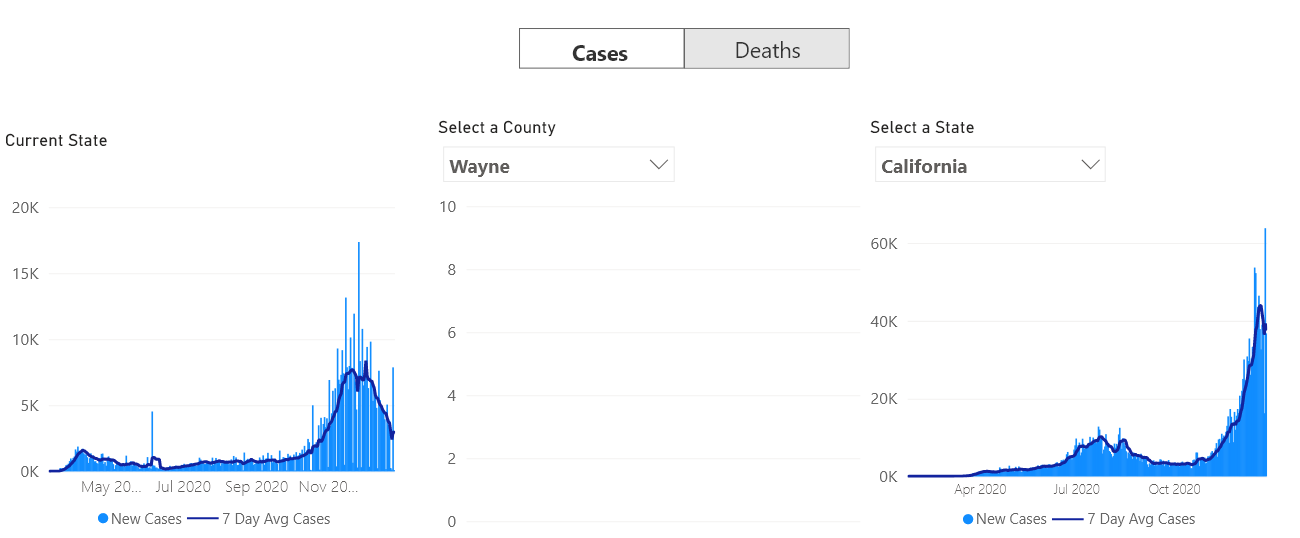 Cases
Deaths
Current State
20K
15K
10K
5K
0K
May 20...
Jul 2020
Sep 2020
Nov 20...
New Cases
7 Day Avg Cases
Select a County
Wayne
10
8
6
4
2
0
Select a State
California
60K
40K
20K
0K
Apr 2020
Jul 2020
Oct 2020
New Cases
7 Day Avg Cases